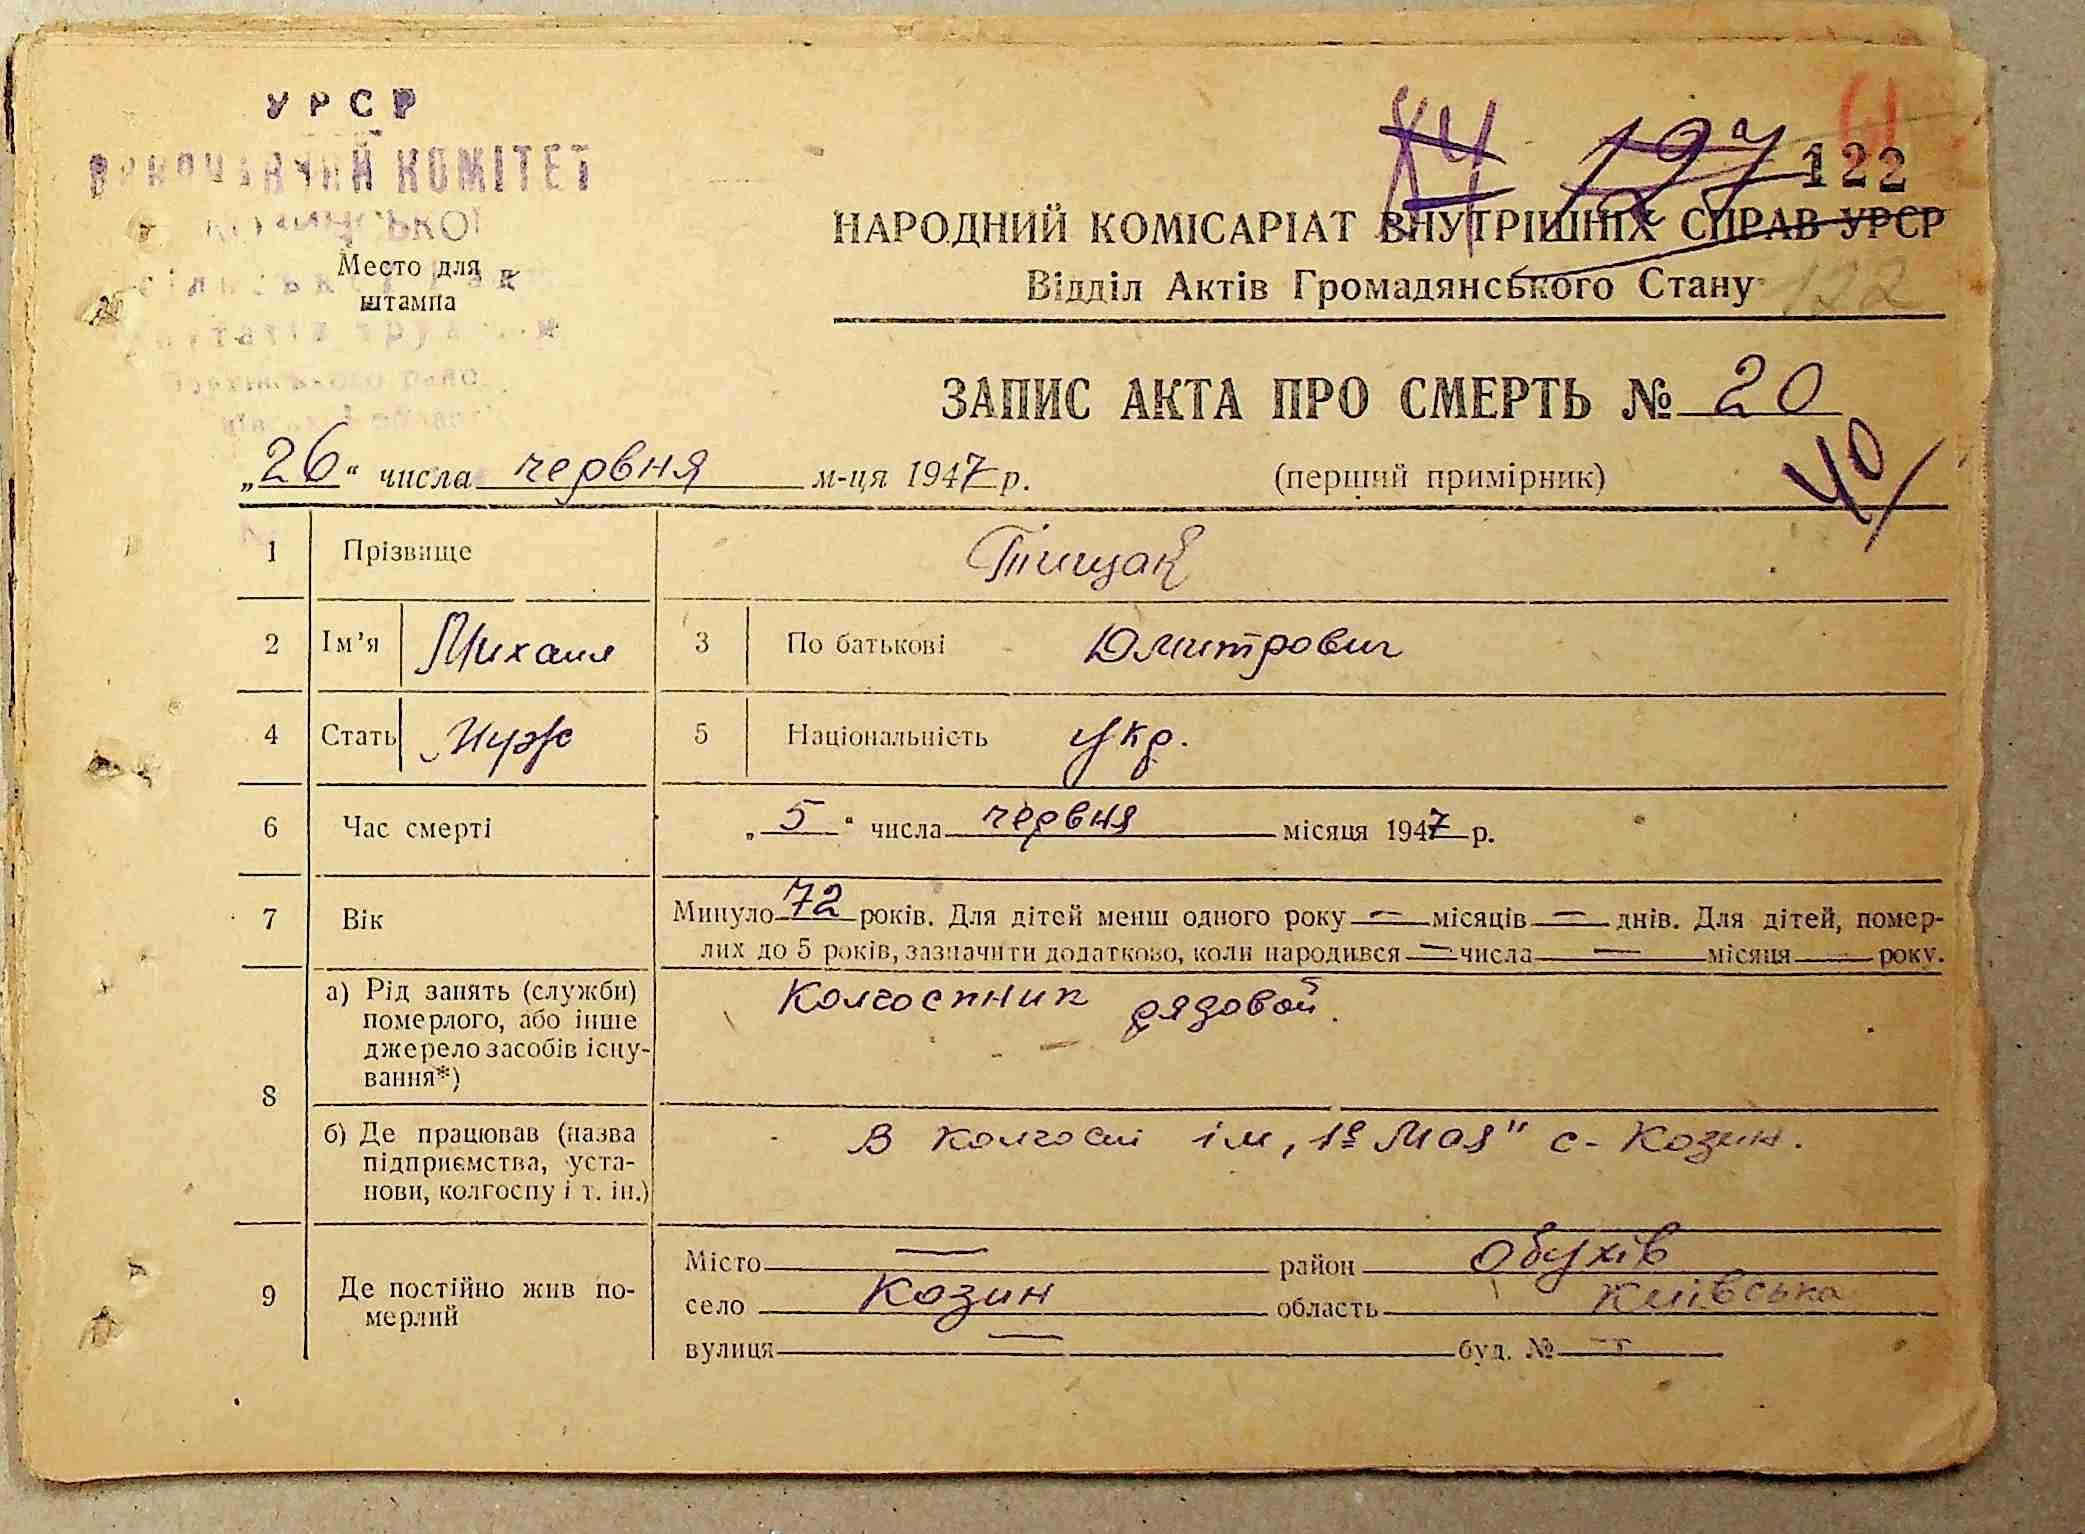 УРСР
ВИКОНАВЧИЙ КОМІТЕТ
КОЗИНСЬКОЇ
Место для
штампа
84 127 122
НАРОДНИЙ КОМІСАРІАТ ВНУТРІШНІХ СПРАВ УРСР
Відділ Актів Громадянського Стану
122
ЗАПИС АКТА ПРО СМЕРТЬ № 20
„26“ числа червня м-ця 1947 р. (перший примірник)
40
1 Прізвище Тищак
2 Ім'я Михаил 3 По батькові Дмитрович
4 Стать Муж 5 Національність укр.
6 Час смерті „5“ числа червня місяця 1947 р.
7 Вік Минуло 72 років. Для дітей менш одного року — місяців — днів. Для дітей, помер-
лих до 5 років, зазначити додатково, коли народився — числа — місяця року.
8 а) Рід занять (служби) Колгоспник рядовой.
померлого, або інше
джерело засобів існу-
вання*)
б) Де працював (назва В колгоспі ім, 1º Мая" с-Козин.
підприємства, уста-
нови, колгоспу і т. ін.)
9 Де постійно жив по-
мерлий
Місто — район Обухів
село Козин область Київська
вулиця — буд. № —